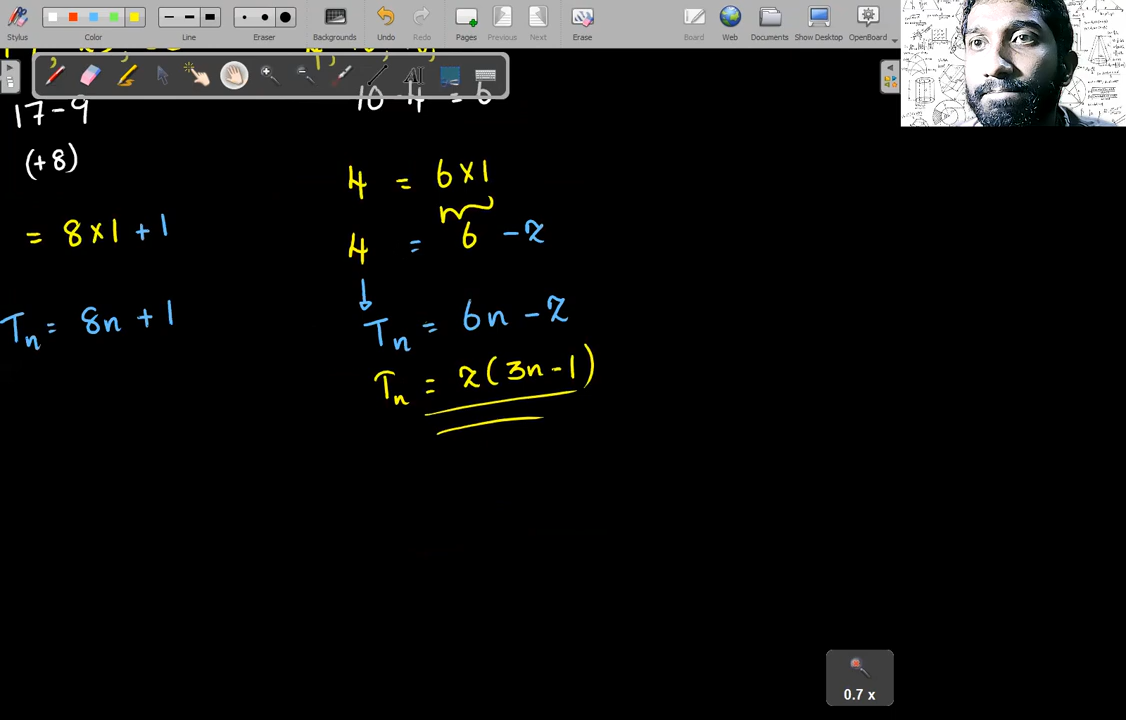 Stylus Color Line Eraser Backgrounds Undo Redo Pages Previous Next Erase Board Web Documents Show Desktop OpenBoard
17 - 9
(+8)
= 8 × 1 + 1
Tn = 8n + 1
10 - 4 = 6
4 = 6 × 1
4 = 6 - 2
Tn = 6n - 2
Tn = 2(3n - 1)
0.7 x